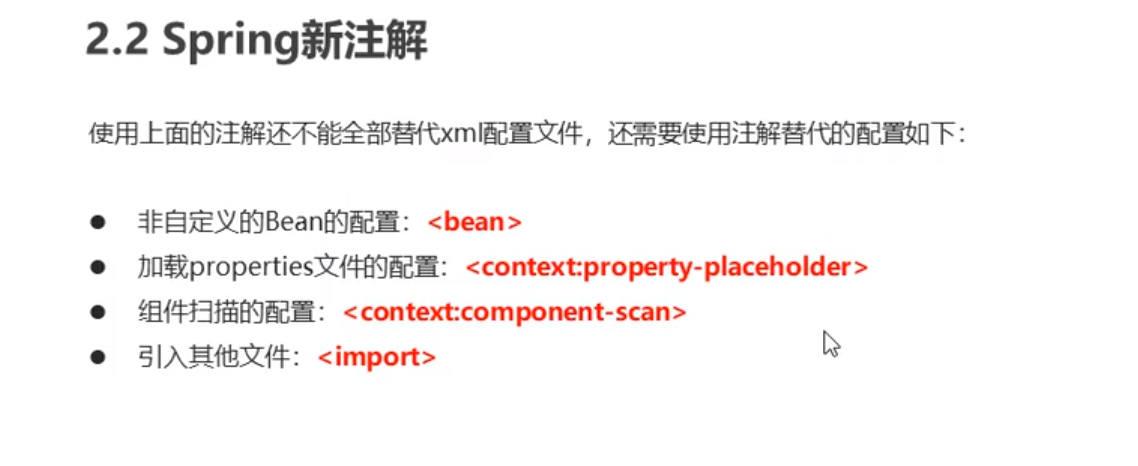 2.2 Spring新注解
使用上面的注解还不能全部替代xml配置文件，还需要使用注解替代的配置如下：
● 非自定义的Bean的配置：<bean>
● 加载properties文件的配置：<context:property-placeholder>
● 组件扫描的配置：<context:component-scan>
● 引入其他文件：<import>